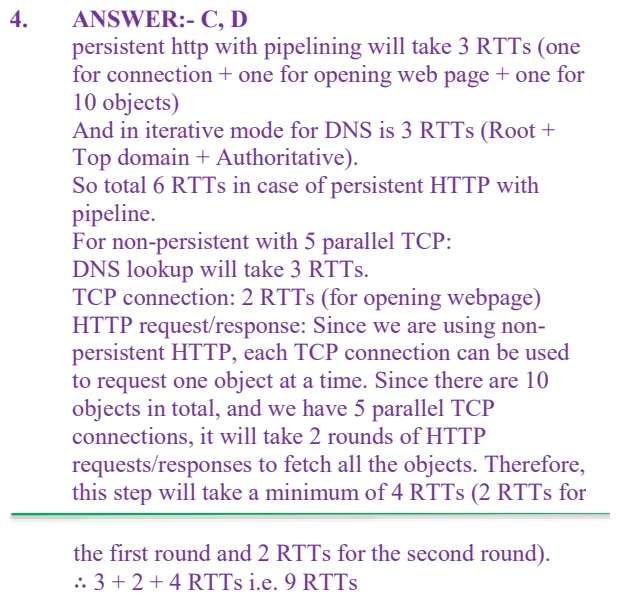 4. ANSWER:- C, D
persistent http with pipelining will take 3 RTTs (one
for connection + one for opening web page + one for
10 objects)
And in iterative mode for DNS is 3 RTTs (Root +
Top domain + Authoritative).
So total 6 RTTs in case of persistent HTTP with
pipeline.
For non-persistent with 5 parallel TCP:
DNS lookup will take 3 RTTs.
TCP connection: 2 RTTs (for opening webpage)
HTTP request/response: Since we are using non-
persistent HTTP, each TCP connection can be used
to request one object at a time. Since there are 10
objects in total, and we have 5 parallel TCP
connections, it will take 2 rounds of HTTP
requests/responses to fetch all the objects. Therefore,
this step will take a minimum of 4 RTTs (2 RTTs for
the first round and 2 RTTs for the second round).
∴ 3 + 2 + 4 RTTs i.e. 9 RTTs